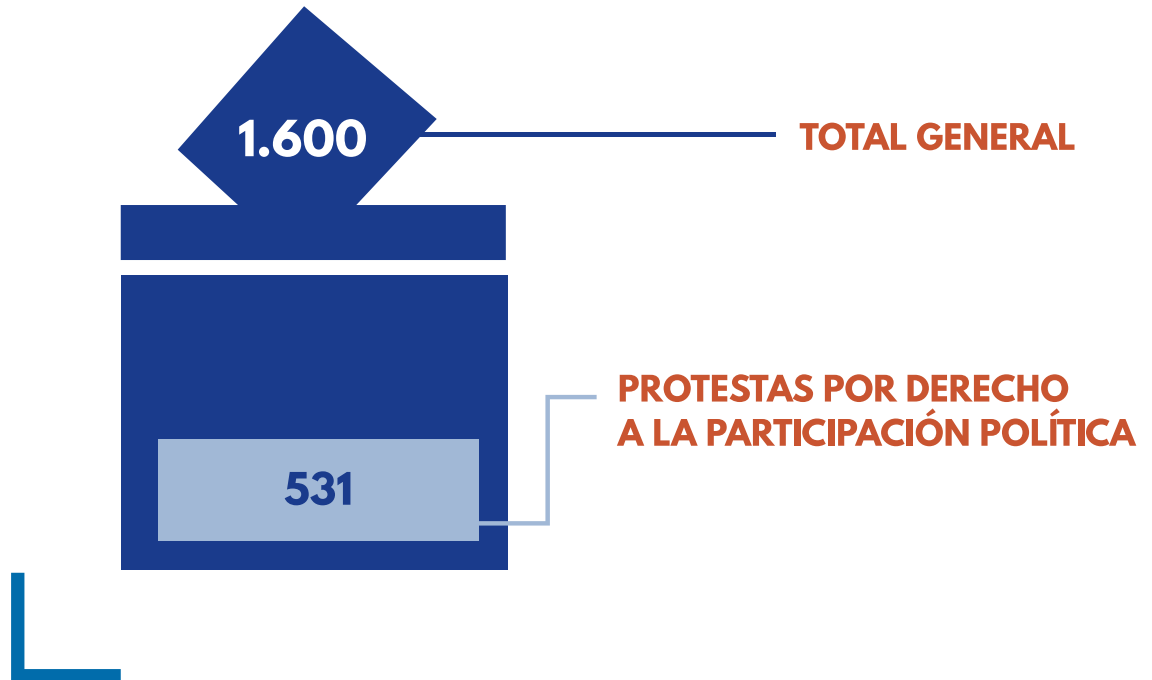 1.600
TOTAL GENERAL
PROTESTAS POR DERECHO
A LA PARTICIPACIÓN POLÍTICA
531